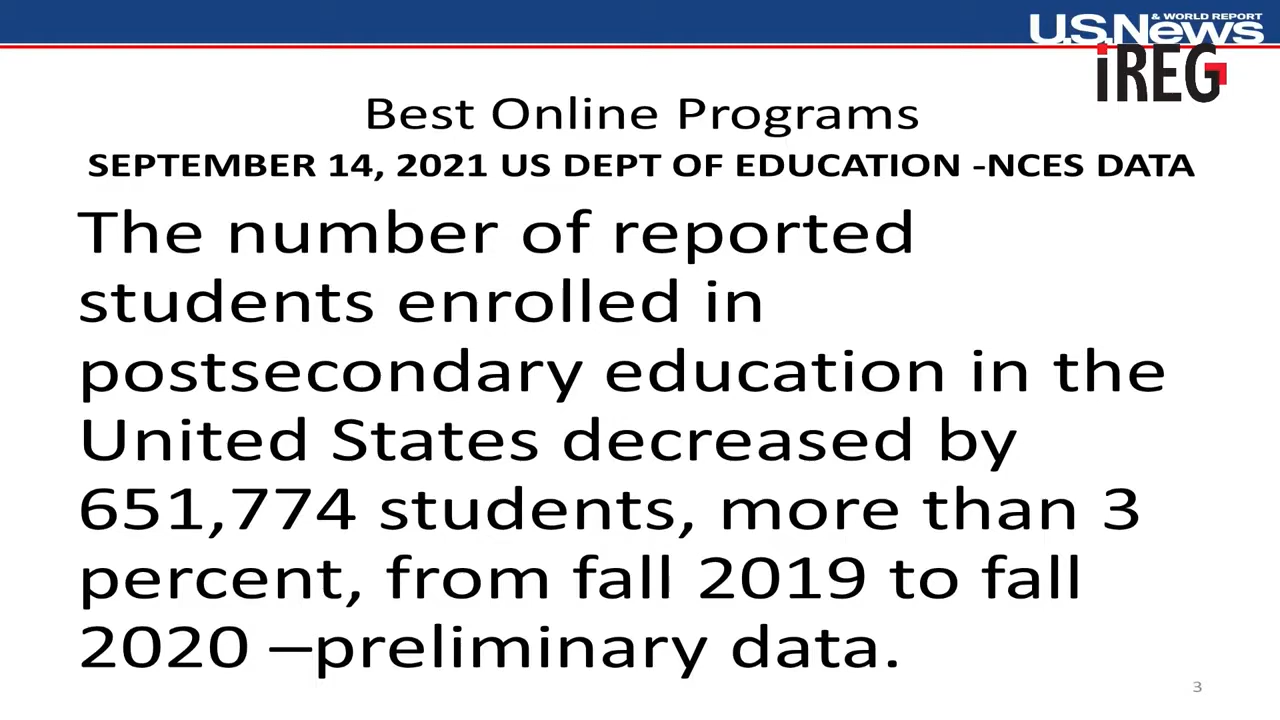 & WORLD REPORT
U.S.News
iREG
Best Online Programs
SEPTEMBER 14, 2021 US DEPT OF EDUCATION -NCES DATA
The number of reported
students enrolled in
postsecondary education in the
United States decreased by
651,774 students, more than 3
percent, from fall 2019 to fall
2020 –preliminary data.
3